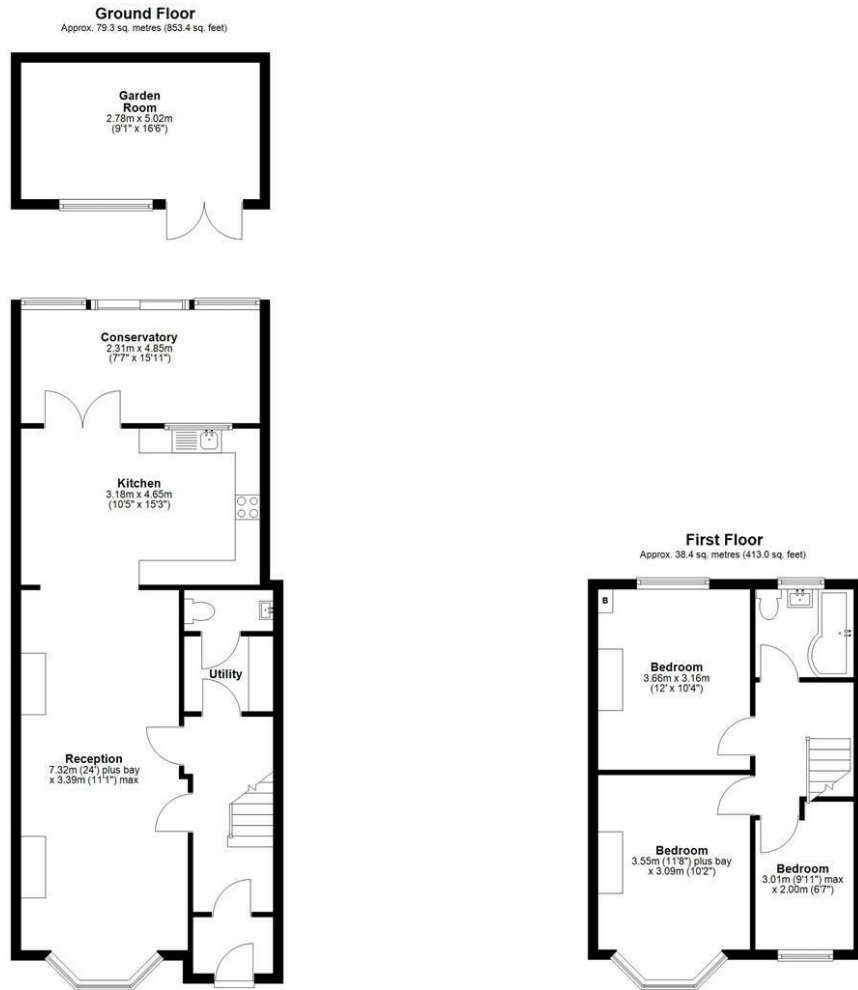 Ground Floor
Approx. 79.3 sq. metres (853.4 sq. feet)
Garden
Room
2.78m x 5.02m
(9'1" x 16'6")
Conservatory
2.31m x 4.85m
(7'7" x 15'11")
Kitchen
3.18m x 4.65m
(10'5" x 15'3")
Utility
Reception
7.32m (24') plus bay
x 3.39m (11'1") max
First Floor
Approx. 38.4 sq. metres (413.0 sq. feet)
B
Bedroom
3.66m x 3.16m
(12' x 10'4")
Bedroom
3.55m (11'8") plus bay
x 3.09m (10'2")
Bedroom
3.01m (9'11") max
x 2.00m (6'7")